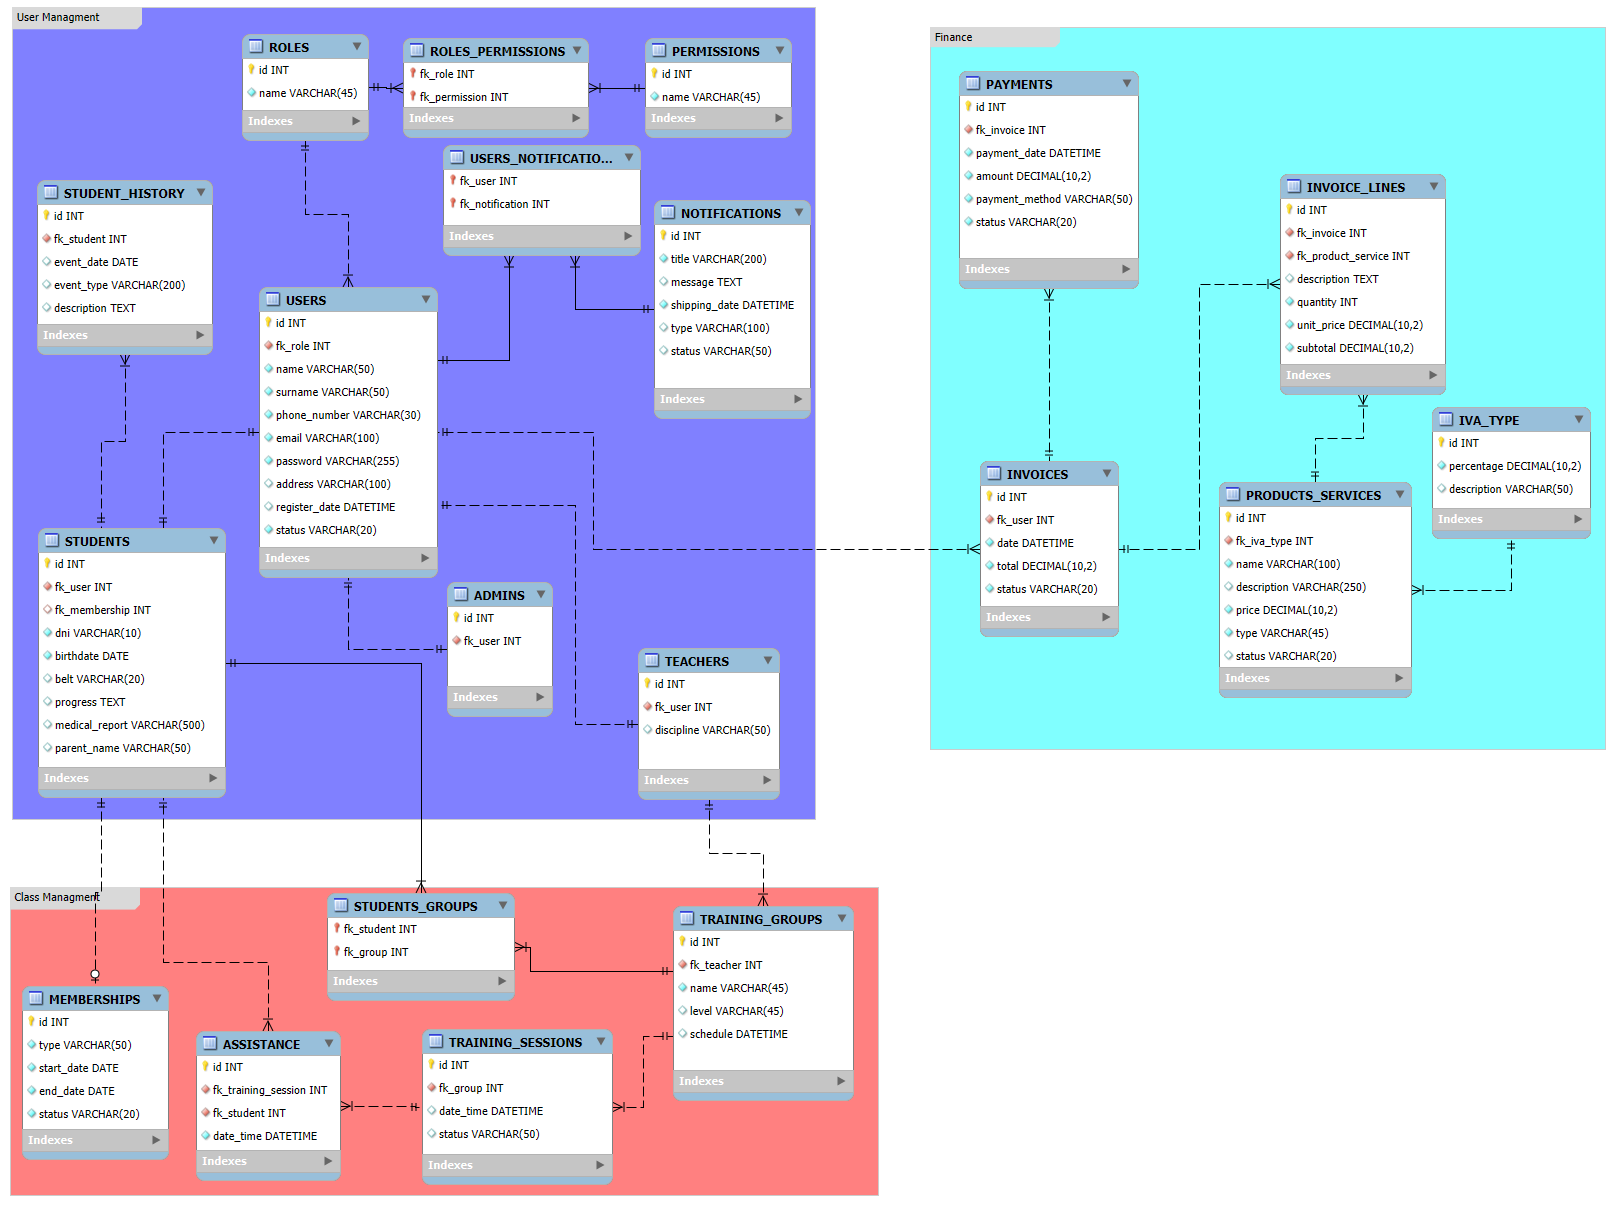 User Managment
ROLES
id INT
name VARCHAR(45)
Indexes
ROLES_PERMISSIONS
fk_role INT
fk_permission INT
Indexes
PERMISSIONS
id INT
name VARCHAR(45)
Indexes
USERS_NOTIFICATIO...
fk_user INT
fk_notification INT
Indexes
STUDENT_HISTORY
id INT
fk_student INT
event_date DATE
event_type VARCHAR(200)
description TEXT
Indexes
NOTIFICATIONS
id INT
title VARCHAR(200)
message TEXT
shipping_date DATETIME
type VARCHAR(100)
status VARCHAR(50)
Indexes
USERS
id INT
fk_role INT
name VARCHAR(50)
surname VARCHAR(50)
phone_number VARCHAR(30)
email VARCHAR(100)
password VARCHAR(255)
address VARCHAR(100)
register_date DATETIME
status VARCHAR(20)
Indexes
STUDENTS
id INT
fk_user INT
fk_membership INT
dni VARCHAR(10)
birthdate DATE
belt VARCHAR(20)
progress TEXT
medical_report VARCHAR(500)
parent_name VARCHAR(50)
Indexes
ADMINS
id INT
fk_user INT
Indexes
TEACHERS
id INT
fk_user INT
discipline VARCHAR(50)
Indexes
Finance
PAYMENTS
id INT
fk_invoice INT
payment_date DATETIME
amount DECIMAL(10,2)
payment_method VARCHAR(50)
status VARCHAR(20)
Indexes
INVOICE_LINES
id INT
fk_invoice INT
fk_product_service INT
description TEXT
quantity INT
unit_price DECIMAL(10,2)
subtotal DECIMAL(10,2)
Indexes
IVA_TYPE
id INT
percentage DECIMAL(10,2)
description VARCHAR(50)
Indexes
INVOICES
id INT
fk_user INT
date DATETIME
total DECIMAL(10,2)
status VARCHAR(20)
Indexes
PRODUCTS_SERVICES
id INT
fk_iva_type INT
name VARCHAR(100)
description VARCHAR(250)
price DECIMAL(10,2)
type VARCHAR(45)
status VARCHAR(20)
Indexes
Class Managment
STUDENTS_GROUPS
fk_student INT
fk_group INT
Indexes
TRAINING_GROUPS
id INT
fk_teacher INT
name VARCHAR(45)
level VARCHAR(45)
schedule DATETIME
Indexes
MEMBERSHIPS
id INT
type VARCHAR(50)
start_date DATE
end_date DATE
status VARCHAR(20)
Indexes
ASSISTANCE
id INT
fk_training_session INT
fk_student INT
date_time DATETIME
Indexes
TRAINING_SESSIONS
id INT
fk_group INT
date_time DATETIME
status VARCHAR(50)
Indexes